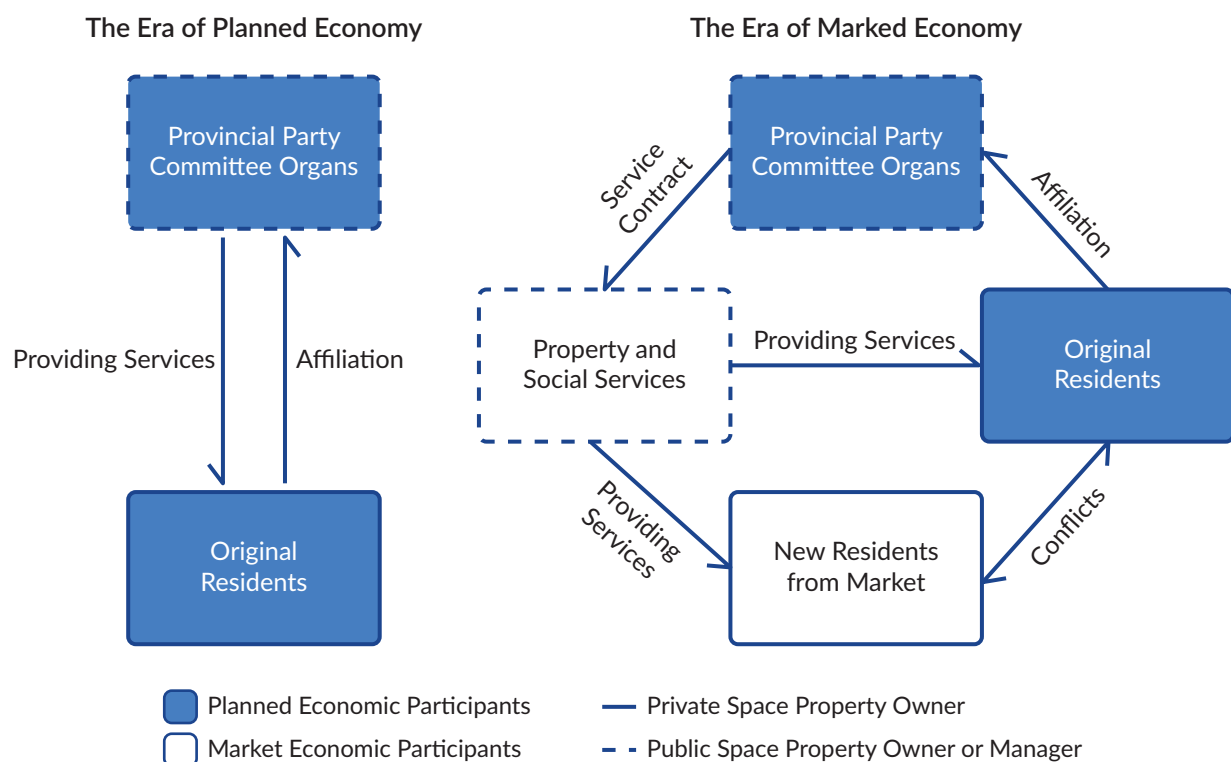 The Era of Planned Economy
Provincial Party
Committee Organs
Providing Services
Affiliation
Original
Residents
The Era of Marked Economy
Provincial Party
Committee Organs
Service
Contract
Affiliation
Property and
Social Services
Providing Services
Original
Residents
Providing
Services
New Residents
from Market
Conflicts
Planned Economic Participants
Market Economic Participants
Private Space Property Owner
Public Space Property Owner or Manager